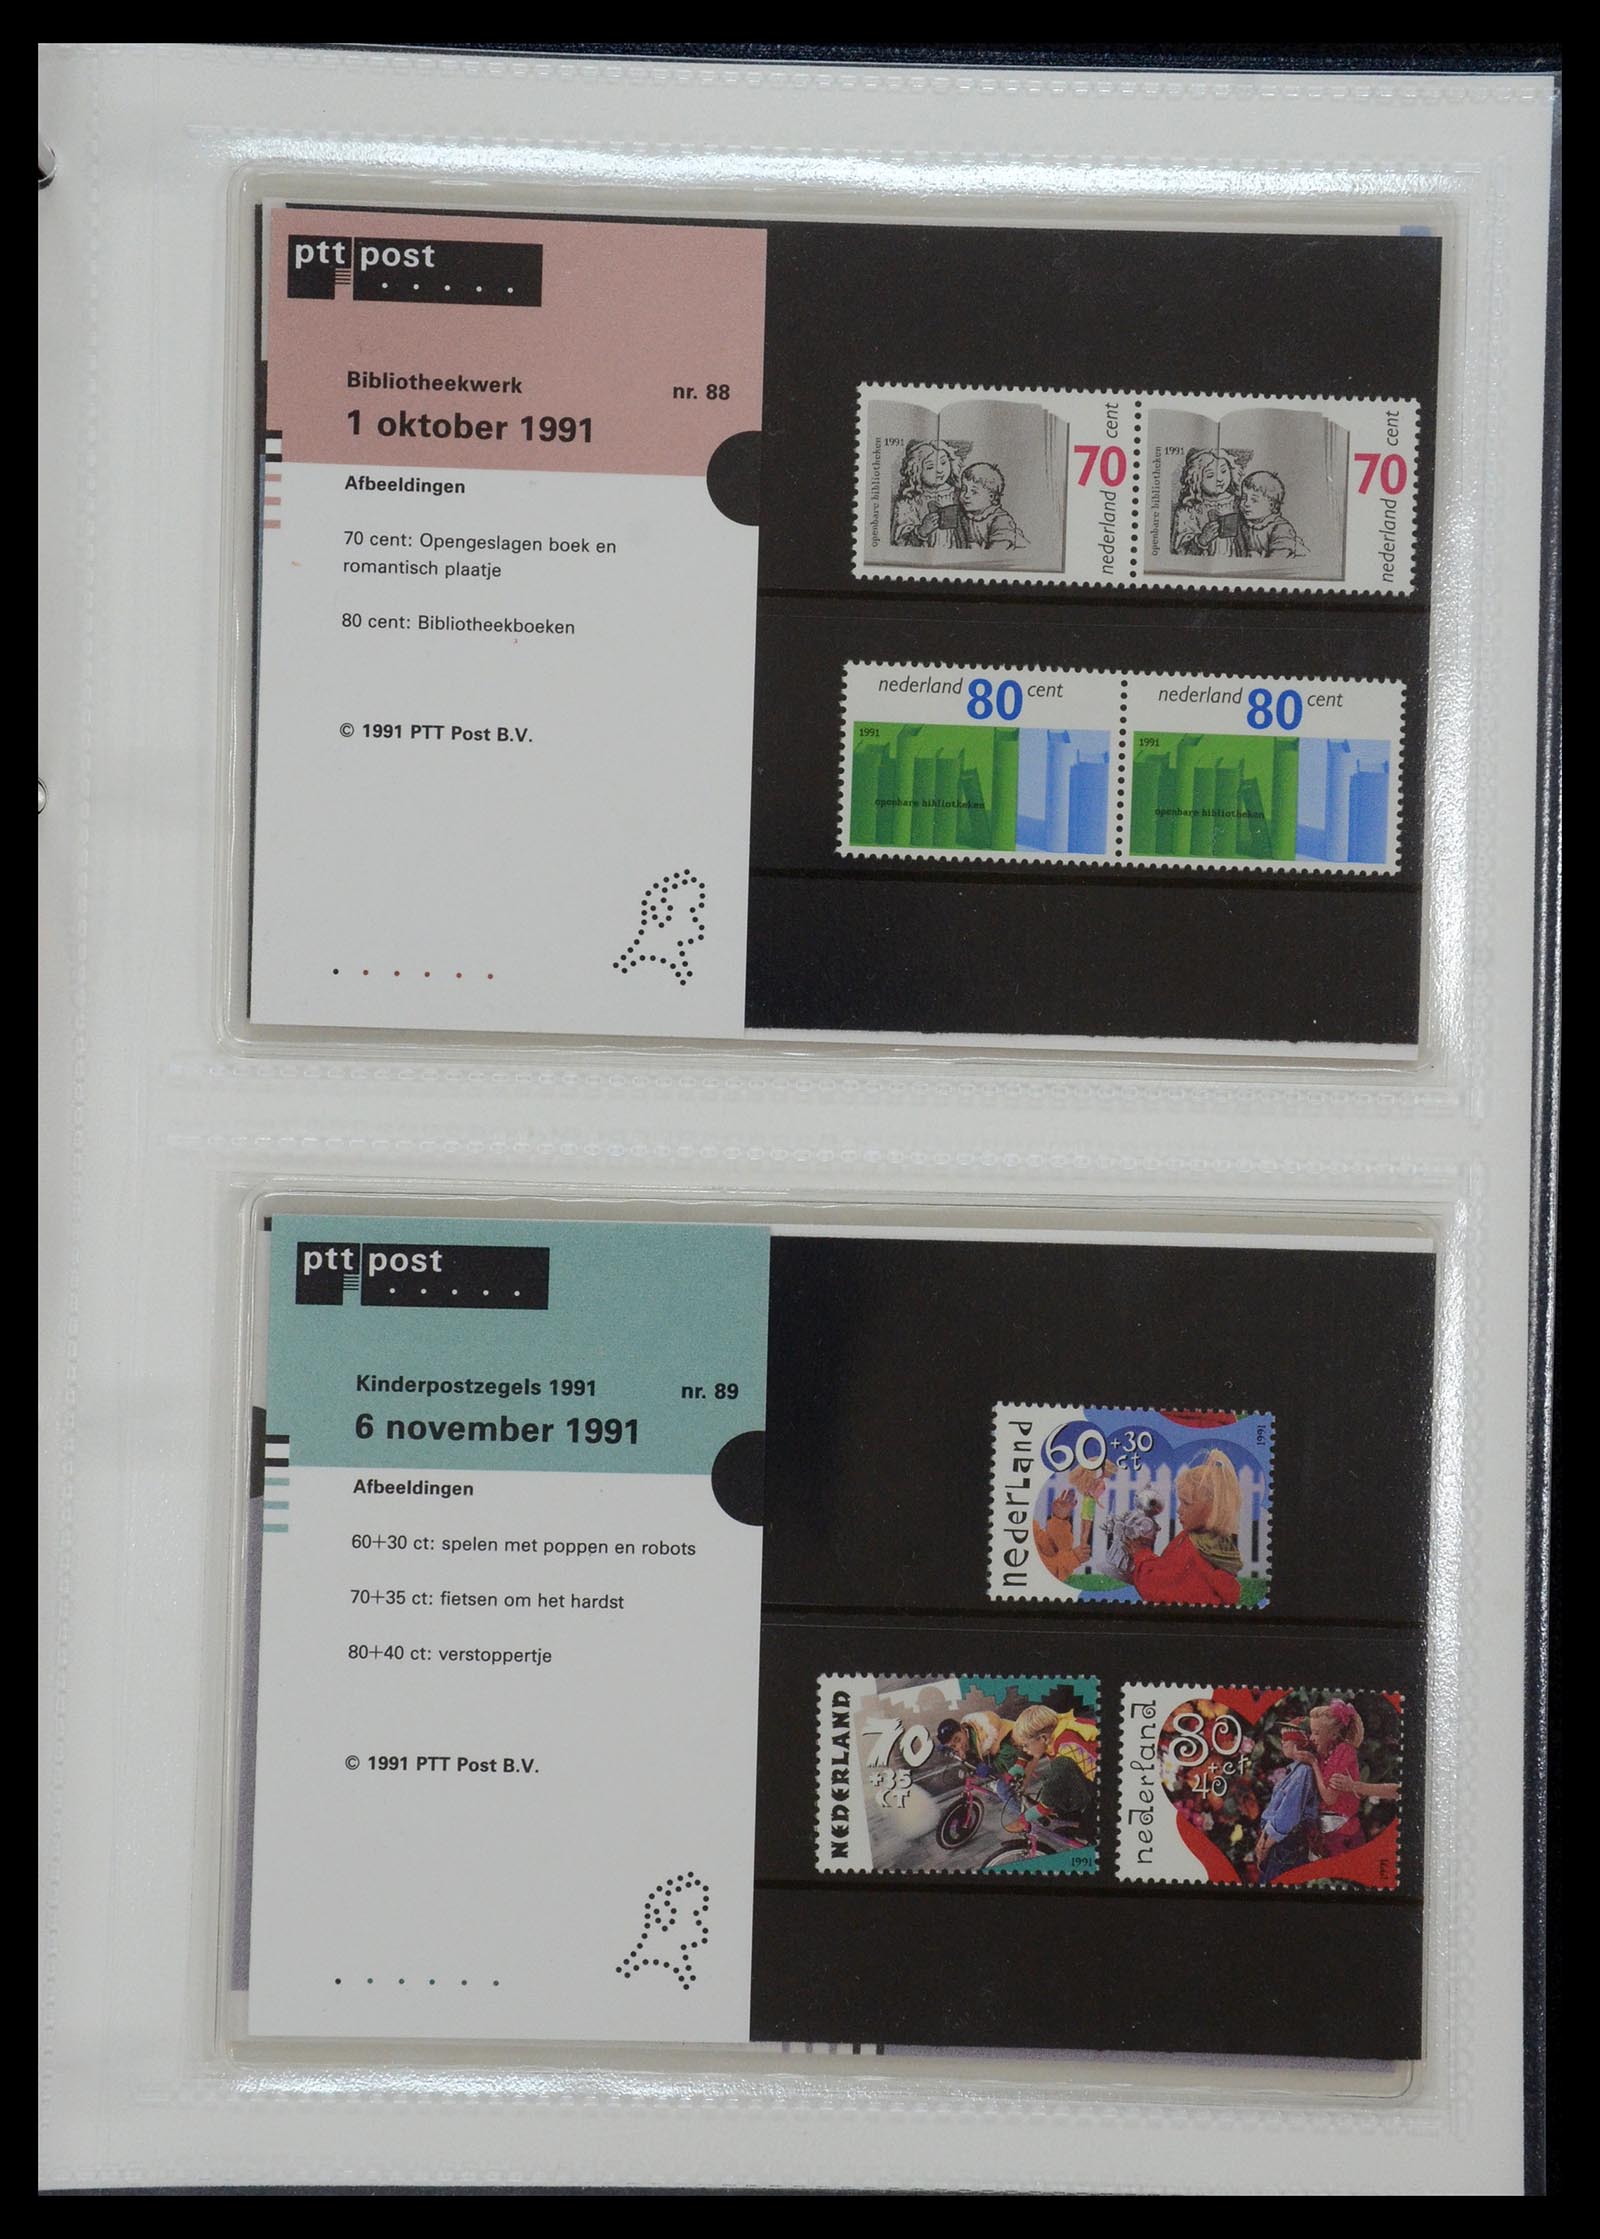 ptt post
Bibliotheekwerk nr. 88
1 oktober 1991
Afbeeldingen
70 cent: Opengeslagen boek en
romantisch plaatje
80 cent: Bibliotheekboeken
© 1991 PTT Post B.V.
openbare bibliotheken
1991
70
nederland cent
openbare bibliotheken
1991
70
nederland cent
nederland 80 cent
1991
openbare bibliotheken
nederland 80 cent
1991
openbare bibliotheken
ptt post
Kinderpostzegels 1991 nr. 89
6 november 1991
Afbeeldingen
60+30 ct: spelen met poppen en robots
70+35 ct: fietsen om het hardst
80+40 ct: verstoppertje
© 1991 PTT Post B.V.
nederland
60 +30
ct
1991
NEDERLAND
70
+35
CT
1991
nederland
80
+ct
40
1991